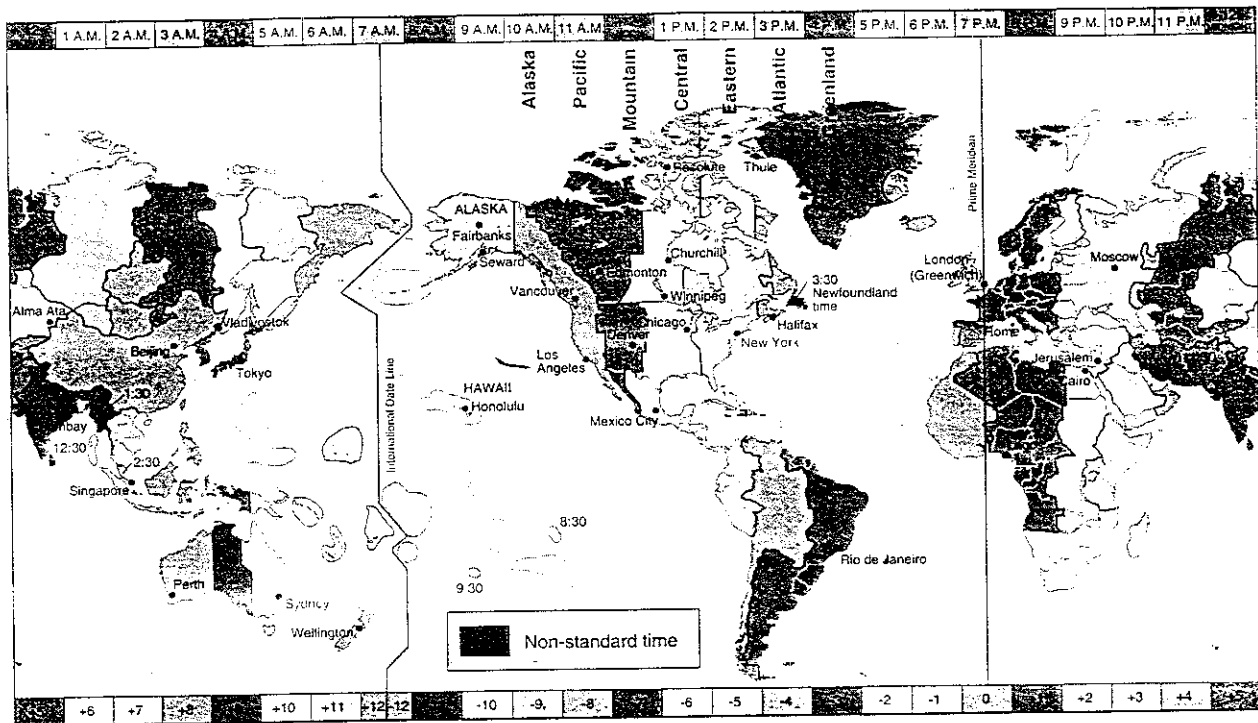 1 A.M. 2 A.M. 3 A.M. 5 A.M. 6 A.M. 7 A.M. 9 A.M. 10 A.M. 11 A.M. 1 P.M. 2 P.M. 3 P.M. 5 P.M. 6 P.M. 7 P.M. 9 P.M. 10 P.M. 11 P.M.
Alaska
Pacific
Mountain
Central
Eastern
Atlantic
Greenland
International Date Line
Prime Meridian
Resolute
Thule
ALASKA
Fairbanks
Seward
Churchill
Edmonton
Vancouver
Winnipeg
3:30
Newfoundland
time
Halifax
Chicago
New York
Denver
Los
Angeles
HAWAII
Honolulu
Mexico City
London
(Greenwich)
Moscow
Rome
Jerusalem
Cairo
Alma Ata
Vladivostok
Beijing
Tokyo
1:30
12:30
2:30
Singapore
8:30
9 30
Perth
Sydney
Wellington
Rio de Janeiro
Non-standard time
+6 +7 +8 +10 +11 +12 -12 -10 -9 -8 -6 -5 -4 -2 -1 0 +2 +3 +4